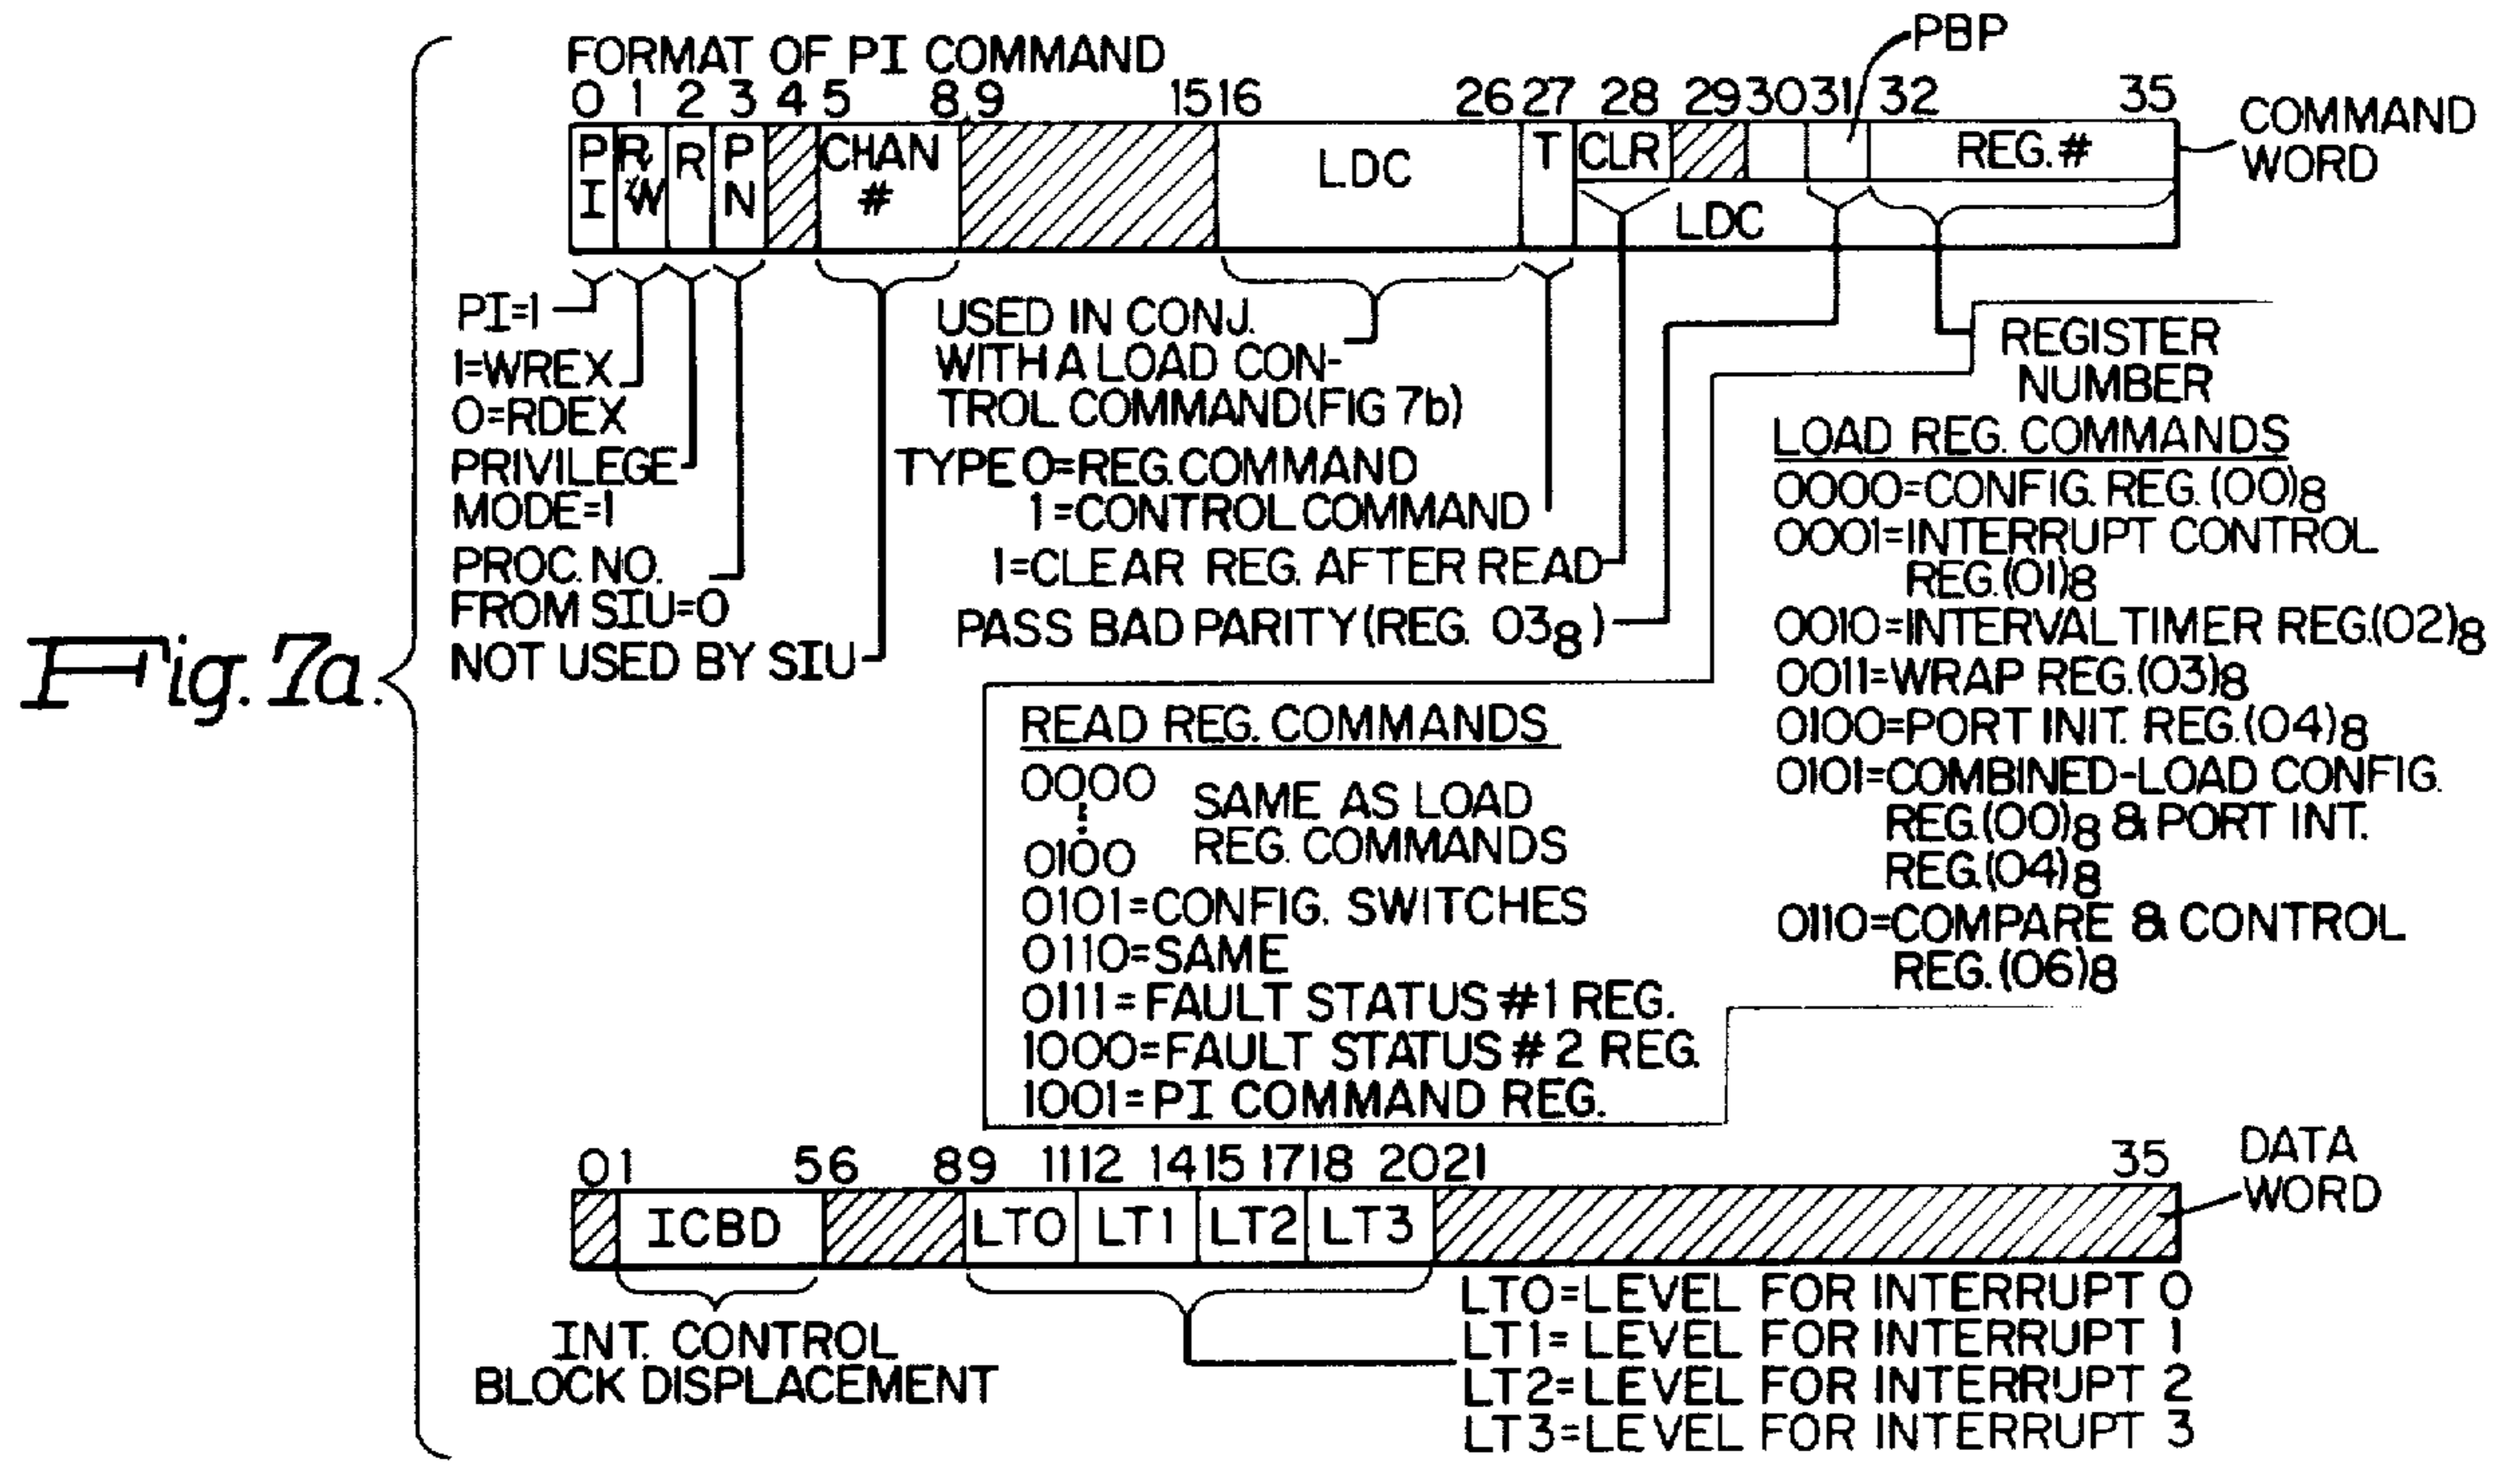 Fig. 7a.
FORMAT OF PI COMMAND
PBP
0 1 2 3 4 5 8 9 15 16 26 27 28 29 30 31 32 35
PI R/W R PN CHAN # LDC T CLR REG.#
LDC
COMMAND
WORD
PI=1
1=WREX
0=RDEX
PRIVILEGE
MODE=1
PROC. NO.
FROM SIU=0
NOT USED BY SIU
USED IN CONJ.
WITH A LOAD CON-
TROL COMMAND(FIG 7b)
TYPE 0=REG. COMMAND
1=CONTROL COMMAND
1=CLEAR REG. AFTER READ
PASS BAD PARITY(REG. 03₈)
REGISTER
NUMBER
LOAD REG. COMMANDS
0000=CONFIG. REG.(00)₈
0001=INTERRUPT CONTROL
REG.(01)₈
0010=INTERVAL TIMER REG.(02)₈
0011=WRAP REG.(03)₈
0100=PORT INIT. REG.(04)₈
0101=COMBINED-LOAD CONFIG.
REG.(00)₈ & PORT INT.
REG.(04)₈
0110=COMPARE & CONTROL
REG.(06)₈
READ REG. COMMANDS
0000
SAME AS LOAD
REG. COMMANDS
0100
0101=CONFIG. SWITCHES
0110=SAME
0111=FAULT STATUS #1 REG.
1000=FAULT STATUS #2 REG.
1001=PI COMMAND REG.
0 1 5 6 8 9 11 12 14 15 17 18 20 21 35
ICBD LT0 LT1 LT2 LT3
DATA
WORD
INT. CONTROL
BLOCK DISPLACEMENT
LT0=LEVEL FOR INTERRUPT 0
LT1=LEVEL FOR INTERRUPT 1
LT2=LEVEL FOR INTERRUPT 2
LT3=LEVEL FOR INTERRUPT 3